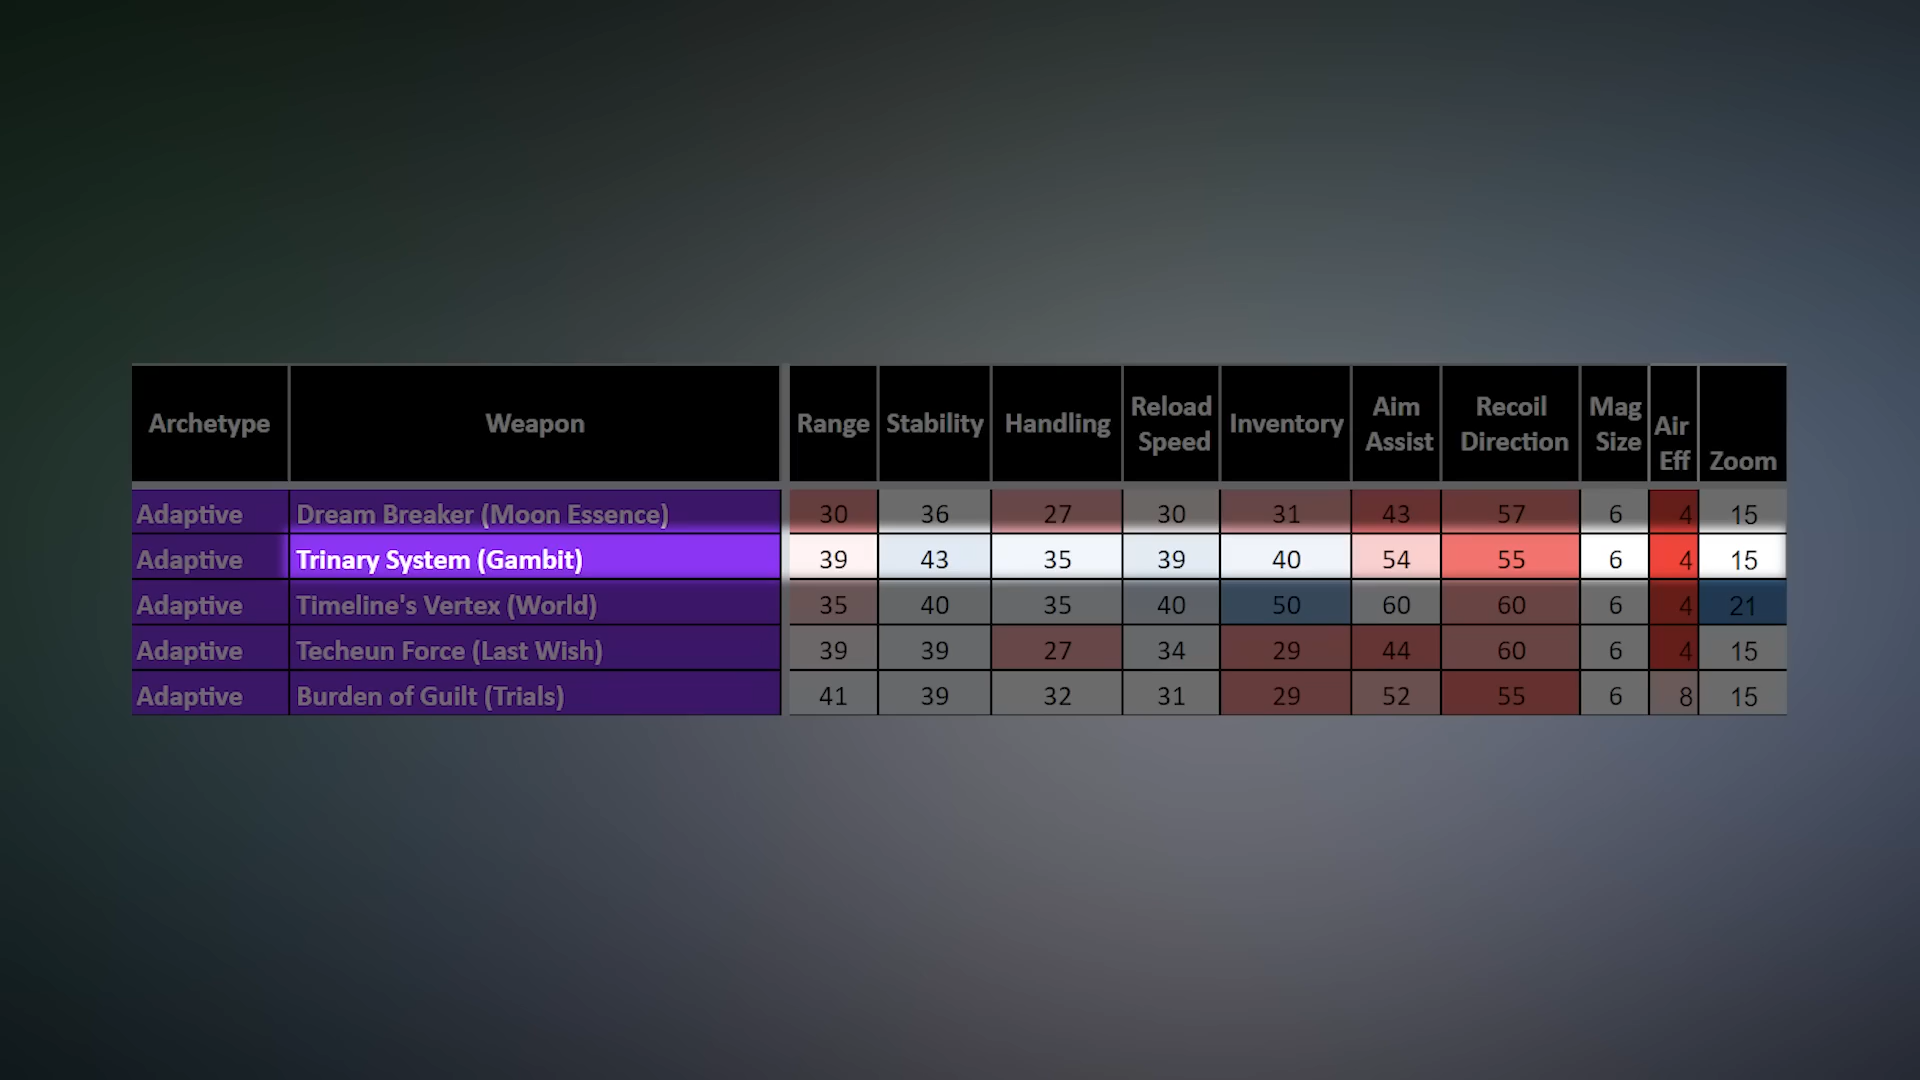 Archetype Weapon Range Stability Handling Reload Speed Inventory Aim Assist Recoil Direction Mag Size Air Eff Zoom
Adaptive Dream Breaker (Moon Essence) 30 36 27 30 31 43 57 6 4 15
Adaptive Trinary System (Gambit) 39 43 35 39 40 54 55 6 4 15
Adaptive Timeline's Vertex (World) 35 40 35 40 50 60 60 6 4 21
Adaptive Techeun Force (Last Wish) 39 39 27 34 29 44 60 6 4 15
Adaptive Burden of Guilt (Trials) 41 39 32 31 29 52 55 6 8 15